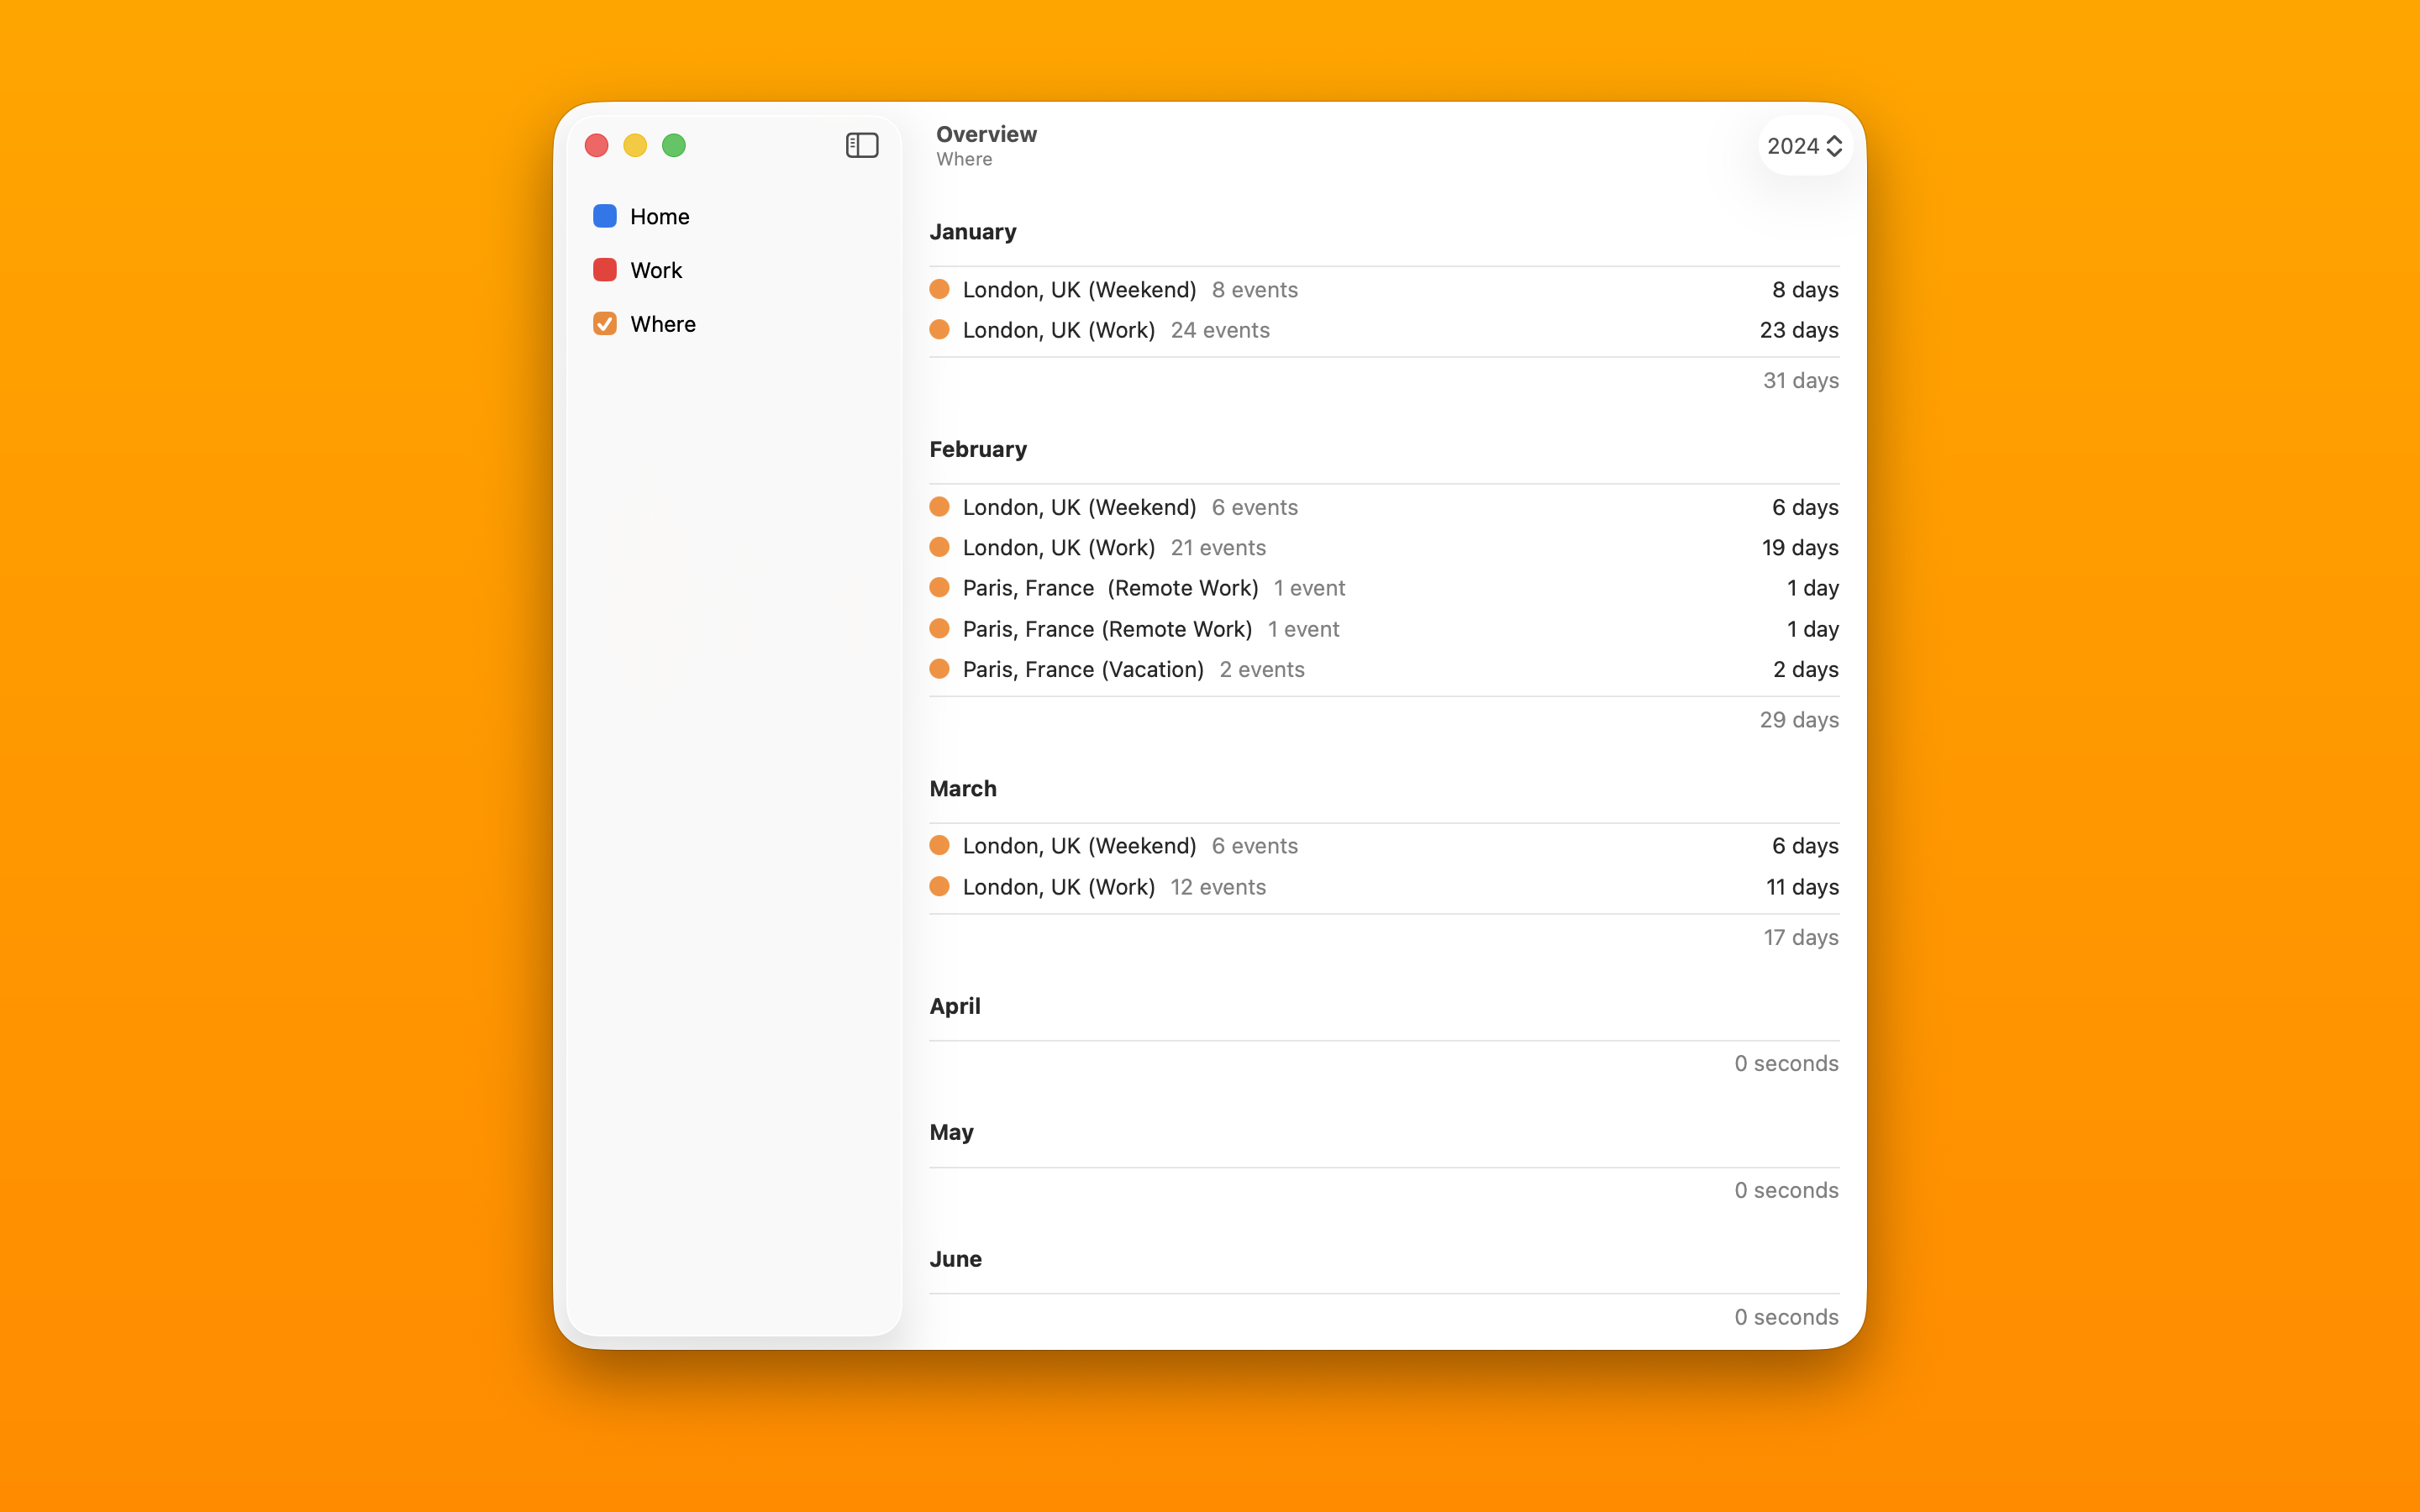 Home
Work
Where
Overview
Where
2024
January
London, UK (Weekend) 8 events 8 days
London, UK (Work) 24 events 23 days
31 days
February
London, UK (Weekend) 6 events 6 days
London, UK (Work) 21 events 19 days
Paris, France  (Remote Work) 1 event 1 day
Paris, France (Remote Work) 1 event 1 day
Paris, France (Vacation) 2 events 2 days
29 days
March
London, UK (Weekend) 6 events 6 days
London, UK (Work) 12 events 11 days
17 days
April
0 seconds
May
0 seconds
June
0 seconds